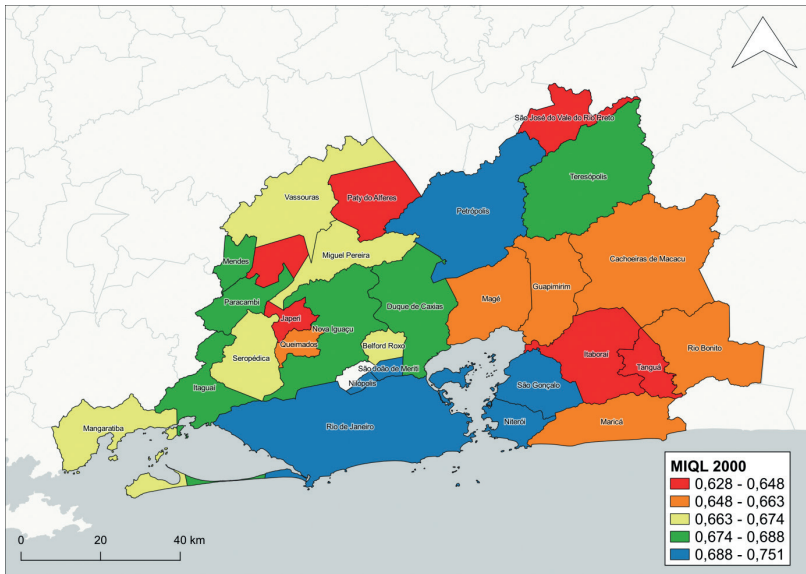 São José do Vale do Rio Preto
Teresópolis
Vassouras
Paty do Alferes
Petrópolis
Miguel Pereira
Mendes
Cachoeiras de Macacu
Guapimirim
Magé
Paracambi
Duque de Caxias
Japeri
Nova Iguaçu
Queimados
Belford Roxo
Seropédica
São João de Meriti
Nilópolis
Itaguaí
Itaboraí
Tanguá
Rio Bonito
São Gonçalo
Mangaratiba
Rio de Janeiro
Niterói
Maricá
MIQL 2000
0,628 - 0,648
0,648 - 0,663
0,663 - 0,674
0,674 - 0,688
0,688 - 0,751
0 20 40 km